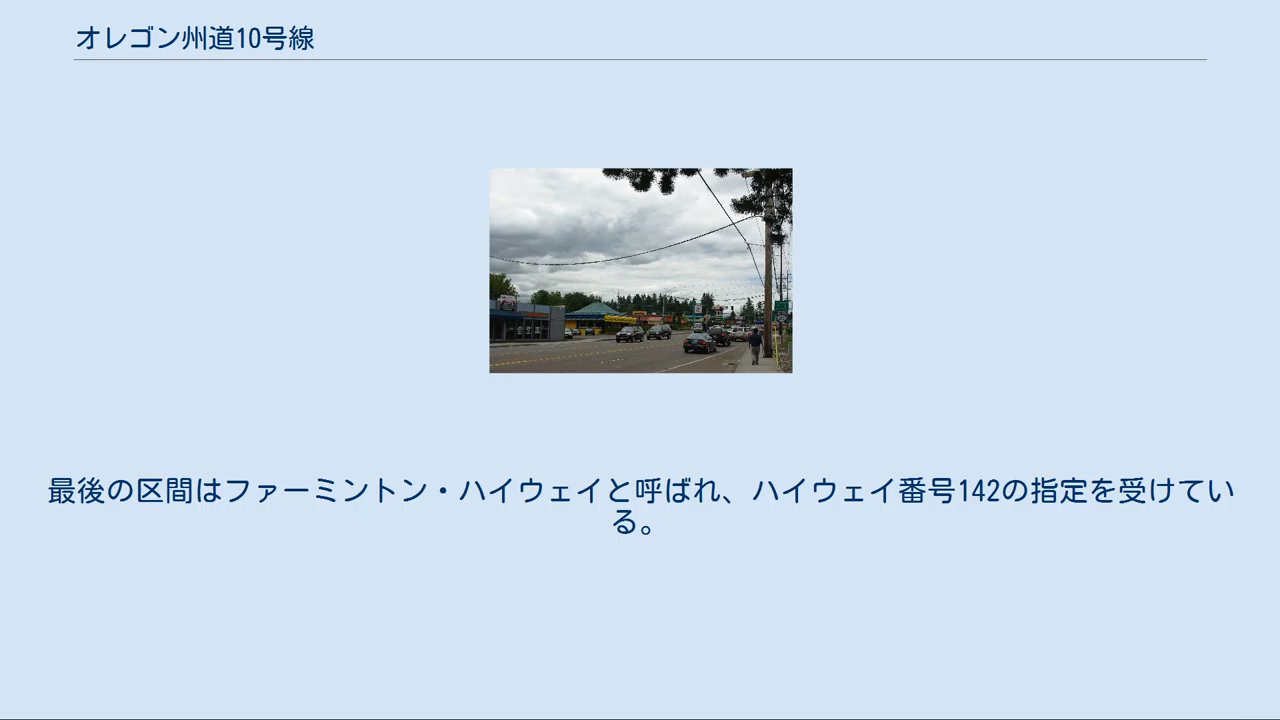 オレゴン州道10号線
最後の区間はファーミントン・ハイウェイと呼ばれ、ハイウェイ番号142の指定を受けてい
る。